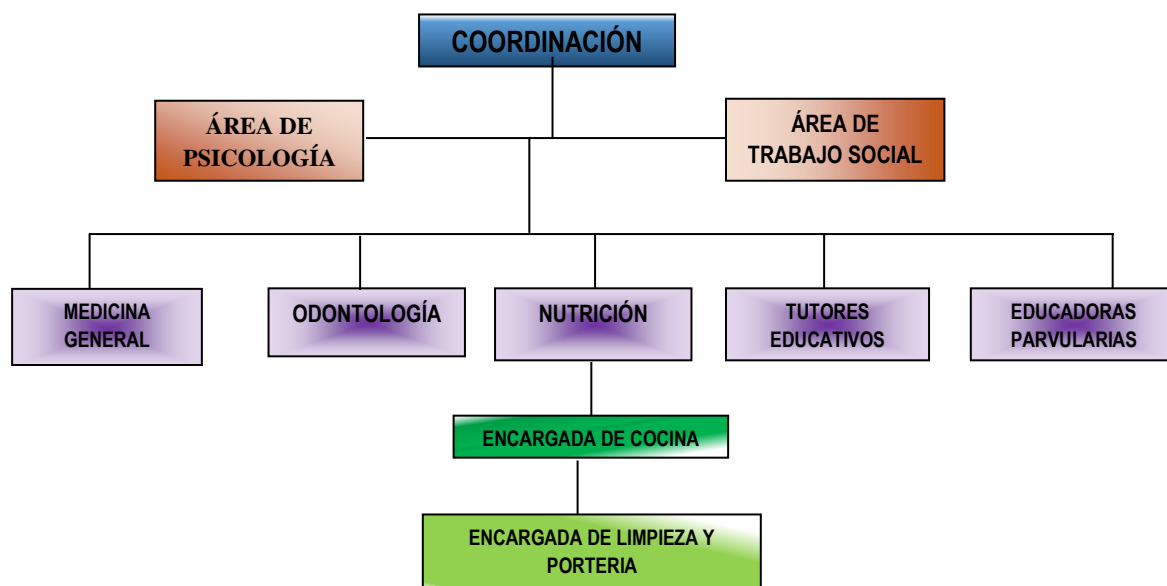 COORDINACIÓN
ÁREA DE
PSICOLOGÍA
ÁREA DE
TRABAJO SOCIAL
MEDICINA
GENERAL
ODONTOLOGÍA
NUTRICIÓN
TUTORES
EDUCATIVOS
EDUCADORAS
PARVULARIAS
ENCARGADA DE COCINA
ENCARGADA DE LIMPIEZA Y
PORTERIA